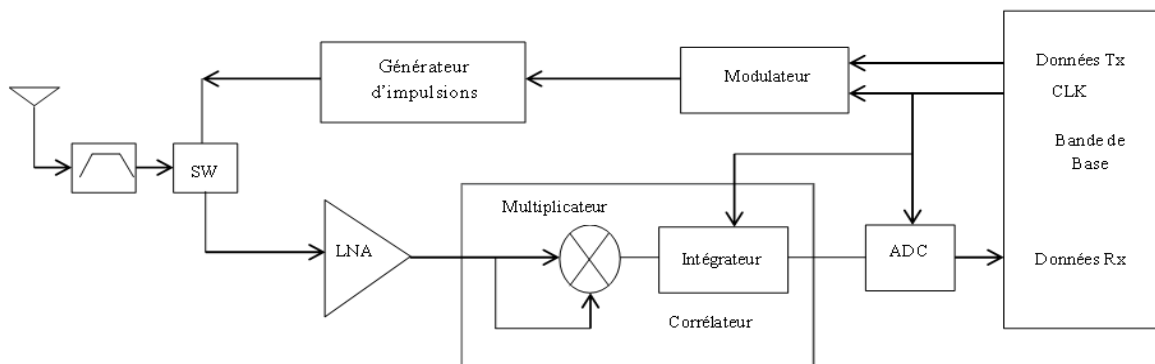 Générateur
d'impulsions
Modulateur
Données Tx
CLK
Bande de
Base
SW
Multiplicateur
LNA
Intégrateur
ADC
Données Rx
Corrélateur